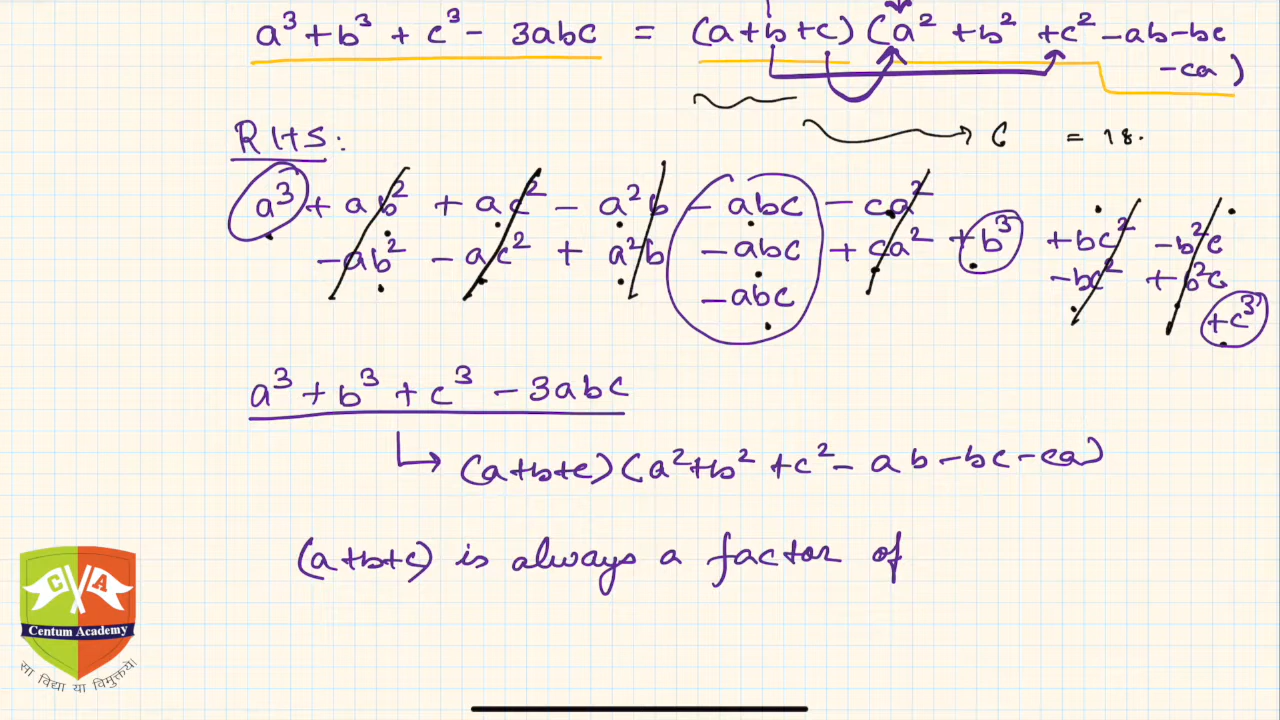 a³ + b³ + c³ - 3abc = (a+b+c) (a² + b² + c² - ab - bc
- ca)
RHS:
6 = 18.
a³ + ab² + ac² - a²b - abc - ca²
- ab² - ac² + a²b - abc + ca² + b³ + bc² - b²c
- abc - bc² + b²c
+ c³
a³ + b³ + c³ - 3abc
↳ (a+b+c) (a² + b² + c² - ab - bc - ca)
(a+b+c) is always a factor of
C A
Centum Academy
सा विद्या या विमुक्तये।